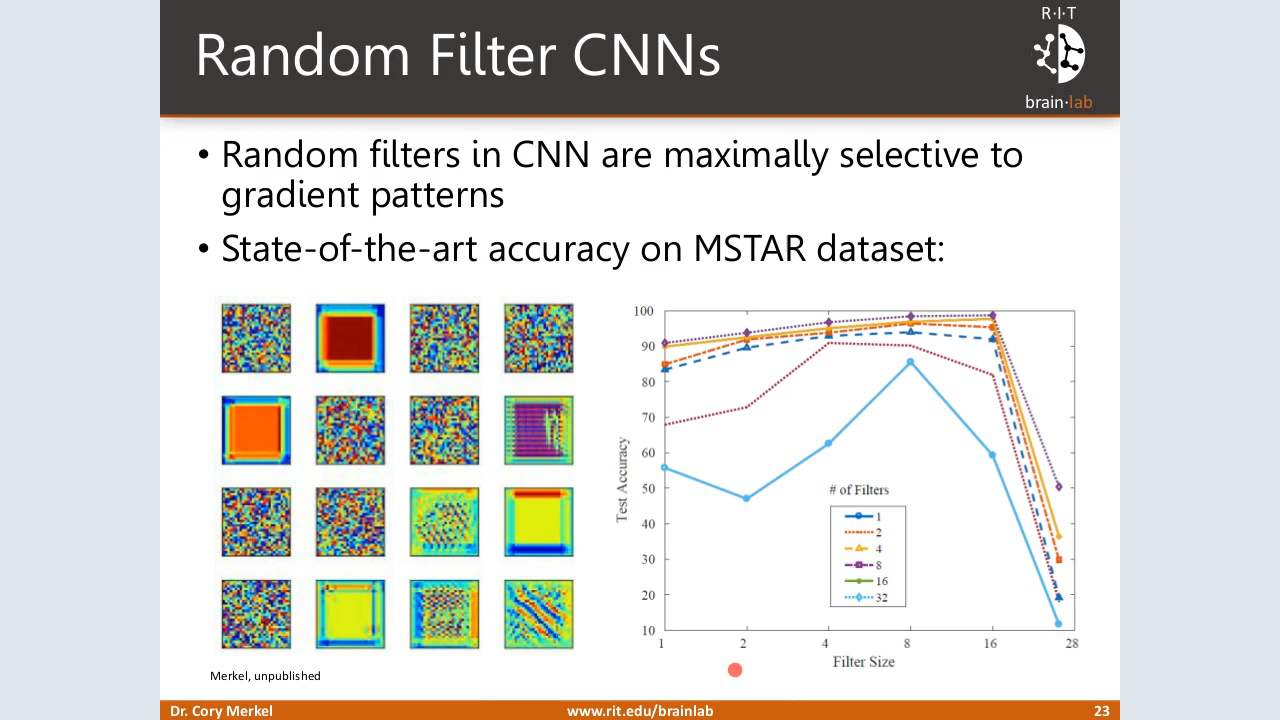 Random Filter CNNs
R·I·T
brain·lab
• Random filters in CNN are maximally selective to
gradient patterns
• State-of-the-art accuracy on MSTAR dataset:
100
90
80
70
60
50
40
30
20
10
Test Accuracy
# of Filters
1
2
4
8
16
32
1 2 4 8 16 28
Filter Size
Merkel, unpublished
Dr. Cory Merkel www.rit.edu/brainlab 23